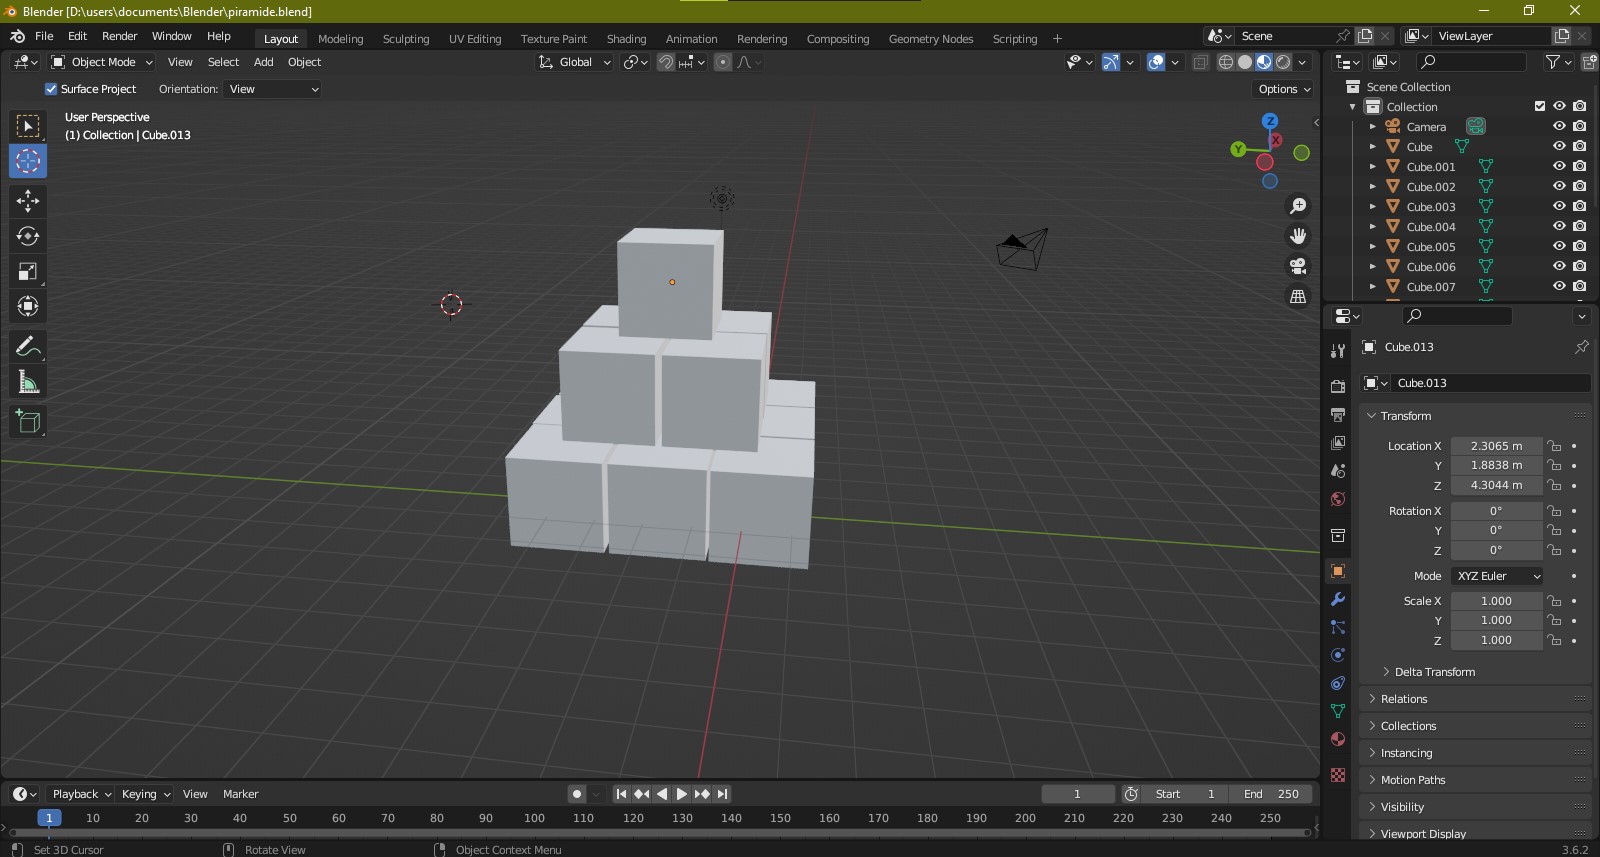 Blender [D:\users\documents\Blender\piramide.blend]
File Edit Render Window Help Layout Modeling Sculpting UV Editing Texture Paint Shading Animation Rendering Compositing Geometry Nodes Scripting + Scene ViewLayer
Object Mode View Select Add Object Global
Surface Project Orientation: View Options
User Perspective
(1) Collection | Cube.013
Z
X
Y
Scene Collection
Collection
Camera
Cube
Cube.001
Cube.002
Cube.003
Cube.004
Cube.005
Cube.006
Cube.007
Cube.013
Cube.013
Transform
Location X 2.3065 m
Y 1.8838 m
Z 4.3044 m
Rotation X 0°
Y 0°
Z 0°
Mode XYZ Euler
Scale X 1.000
Y 1.000
Z 1.000
Delta Transform
Relations
Collections
Instancing
Motion Paths
Visibility
Viewport Display
Playback Keying View Marker 1 Start 1 End 250
1 10 20 30 40 50 60 70 80 90 100 110 120 130 140 150 160 170 180 190 200 210 220 230 240 250
Set 3D Cursor Rotate View Object Context Menu 3.6.2